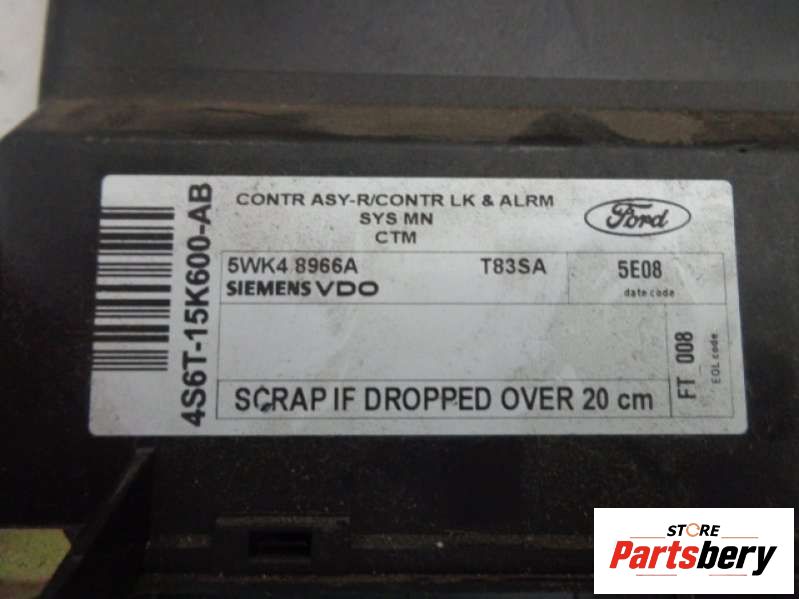 4S6T-15K600-AB
CONTR ASY-R/CONTR LK & ALRM
SYS MN
CTM
Ford
5WK4 8966A T83SA
SIEMENS VDO
5E08
date code
FT 008
EOL code
SCRAP IF DROPPED OVER 20 cm
STORE
Partsbery